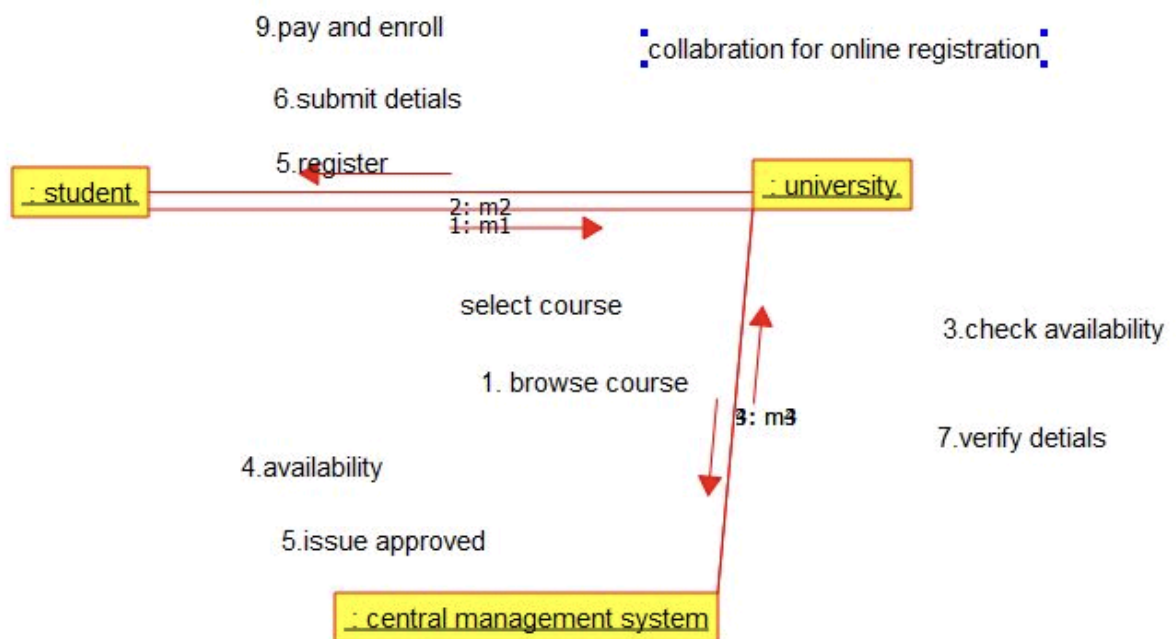 9.pay and enroll
collabration for online registration
6.submit detials
5.register
: student.
: university.
2: m2
1: m1
select course
3.check availability
1. browse course
7.verify detials
4.availability
5.issue approved
: central management system